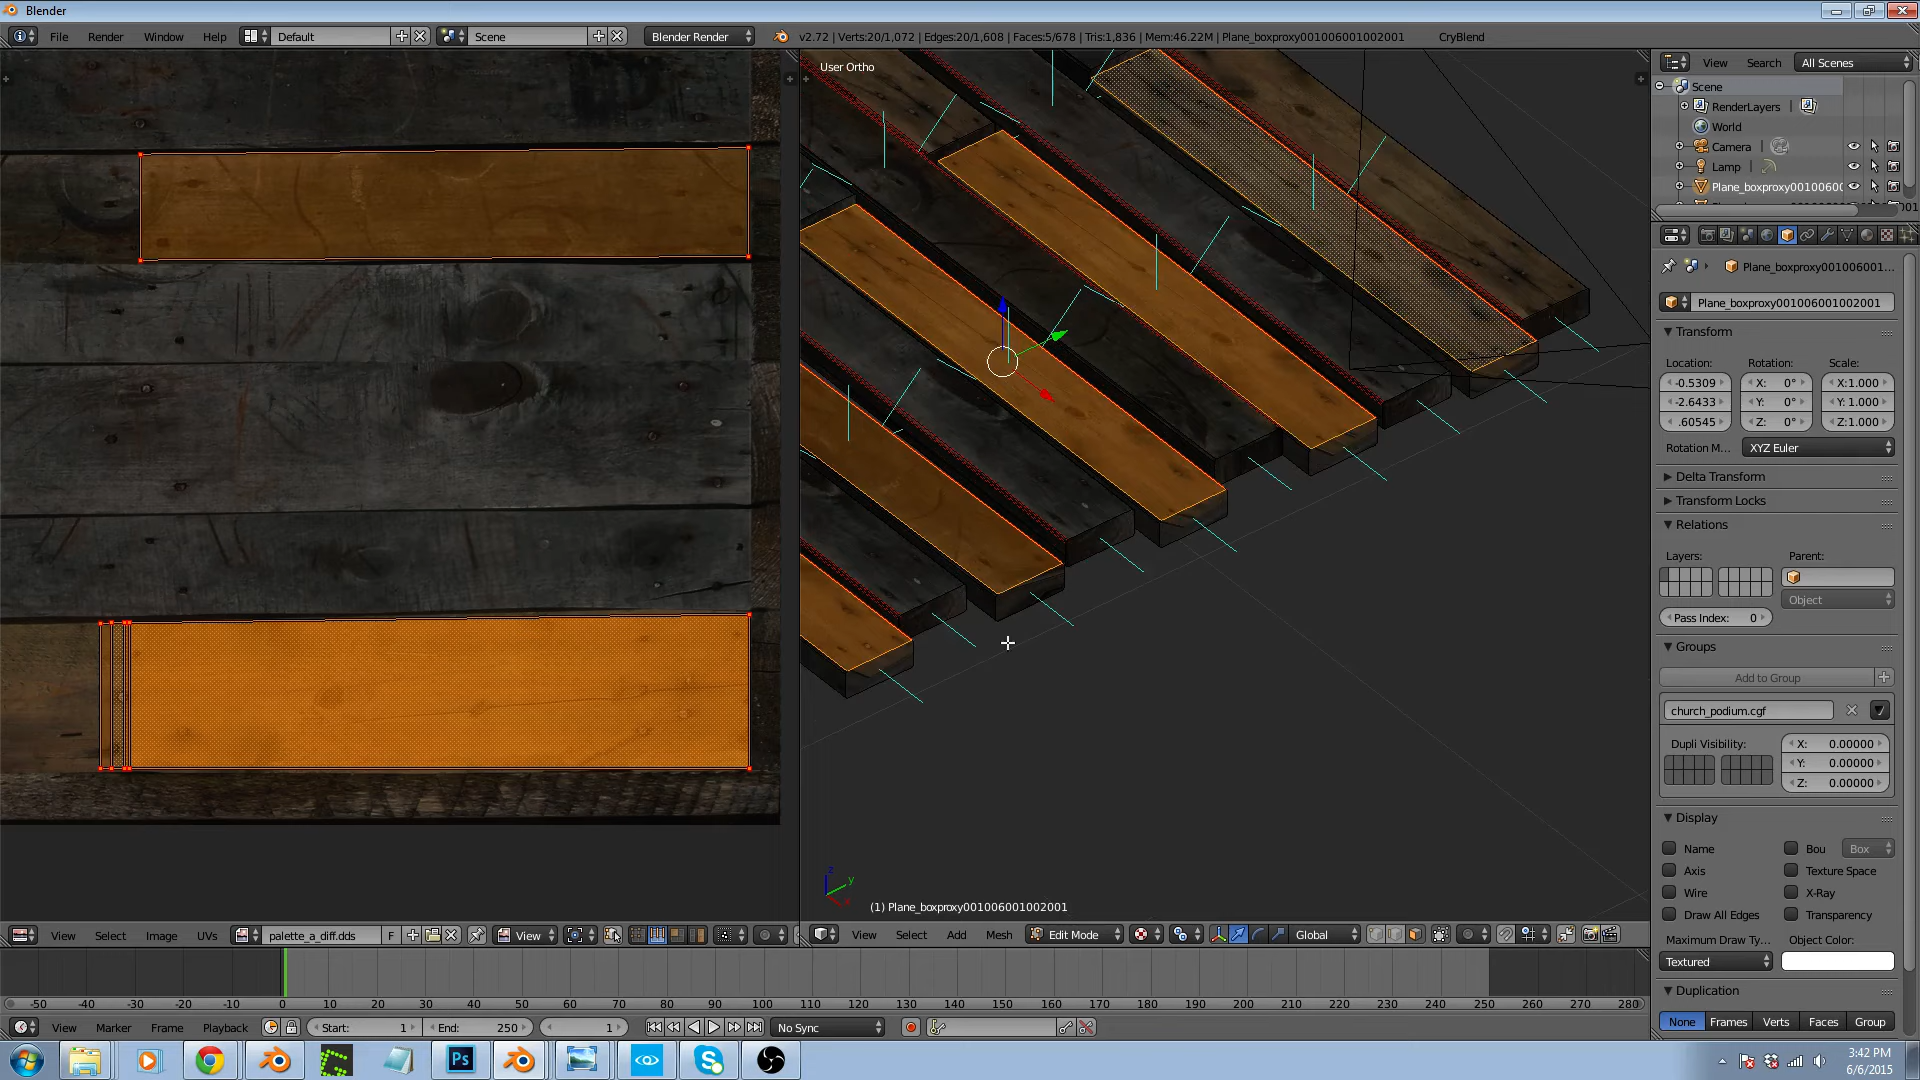 Blender
File Render Window Help Default Scene Blender Render v2.72 | Verts:20/1,072 | Edges:20/1,608 | Faces:5/678 | Tris:1,836 | Mem:46.22M | Plane_boxproxy001006001002001 CryBlend
User Ortho
View Search All Scenes
Scene
RenderLayers
World
Camera
Lamp
Plane_boxproxy0010060
Plane_boxproxy001006001...
Plane_boxproxy001006001002001
Transform
Location: Rotation: Scale:
-0.5309 X: 0° X:1.000
-2.6433 Y: 0° Y: 1.000
.60545 Z: 0° Z:1.000
Rotation M... XYZ Euler
Delta Transform
Transform Locks
Relations
Layers: Parent:
Object
Pass Index: 0
Groups
Add to Group
church_podium.cgf
Dupli Visibility: X: 0.00000
Y: 0.00000
Z: 0.00000
Display
Name Bou Box
Axis Texture Space
Wire X-Ray
Draw All Edges Transparency
Maximum Draw Ty... Object Color:
Textured
Duplication
None Frames Verts Faces Group
z
y
(1) Plane_boxproxy001006001002001
View Select Image UVs palette_a_diff.dds F View
View Select Add Mesh Edit Mode Global
-50 -40 -30 -20 -10 0 10 20 30 40 50 60 70 80 90 100 110 120 130 140 150 160 170 180 190 200 210 220 230 240 250 260 270 280
View Marker Frame Playback Start: 1 End: 250 1 No Sync
Ps
3:42 PM
6/6/2015